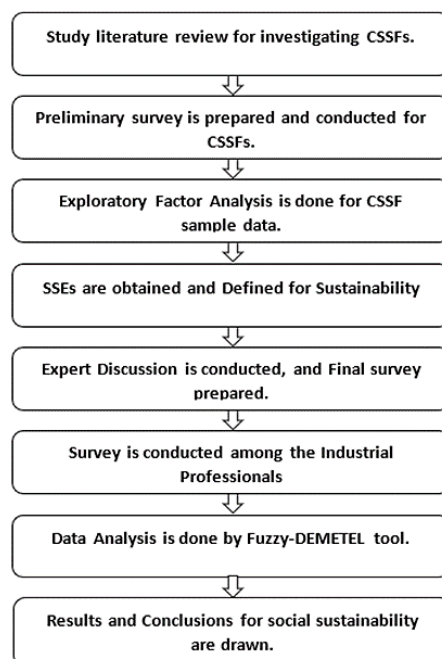 Study literature review for investigating CSSFs.
Preliminary survey is prepared and conducted for
CSSFs.
Exploratory Factor Analysis is done for CSSF
sample data.
SSEs are obtained and Defined for Sustainability
Expert Discussion is conducted, and Final survey
prepared.
Survey is conducted among the Industrial
Professionals
Data Analysis is done by Fuzzy-DEMETEL tool.
Results and Conclusions for social sustainability
are drawn.